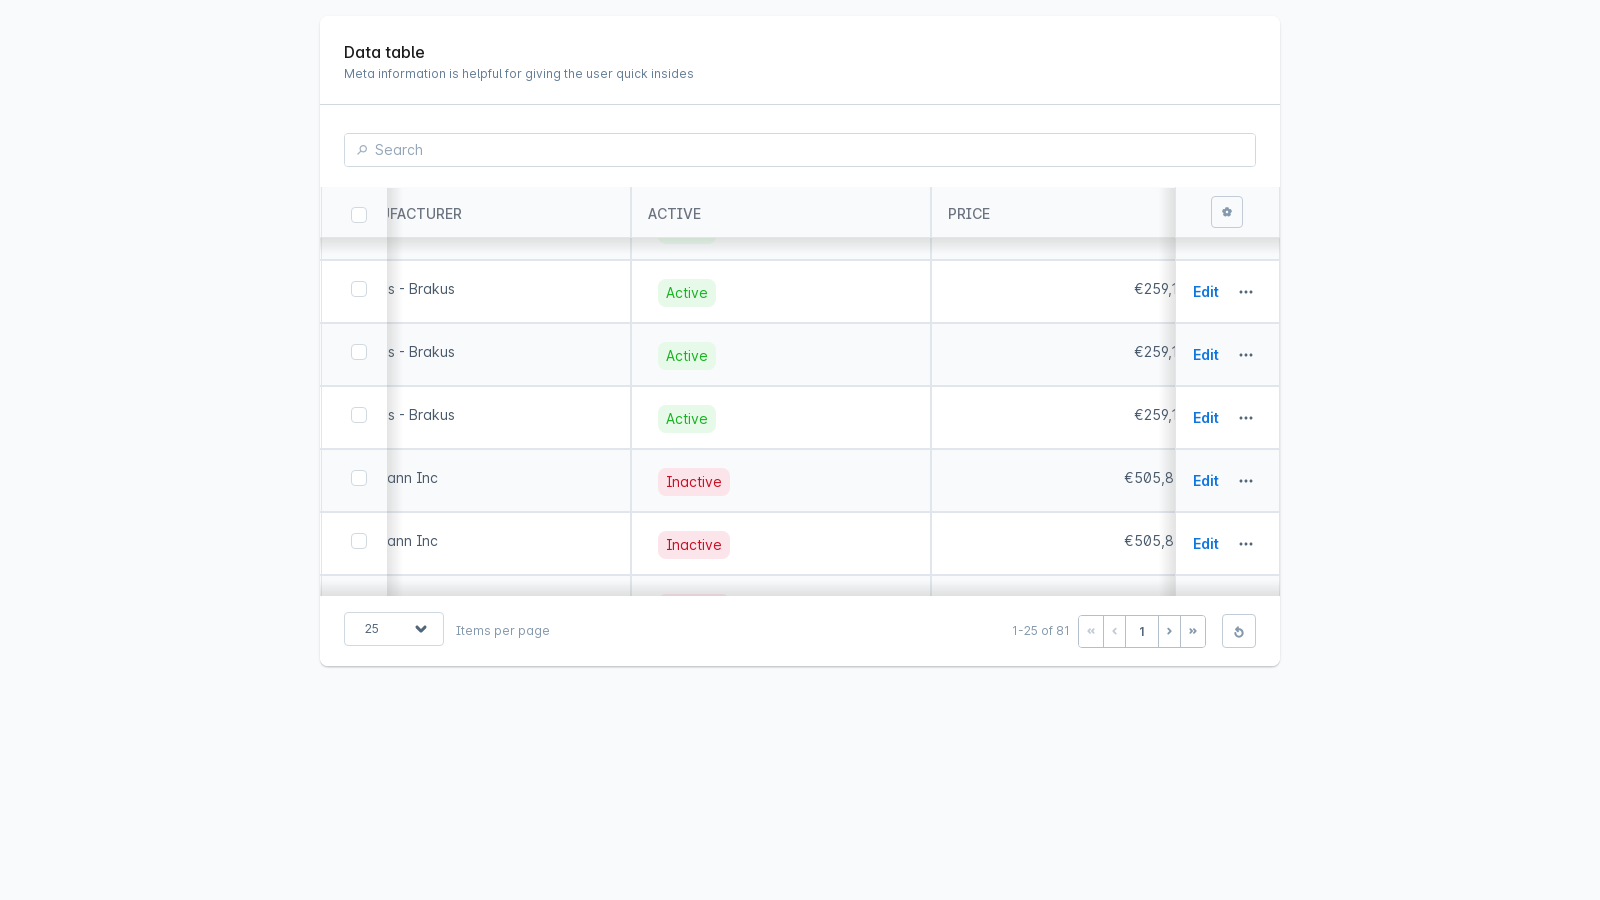 Data table
Meta information is helpful for giving the user quick insides
Search
UFACTURER ACTIVE PRICE
s - Brakus Active €259,1 Edit
s - Brakus Active €259,1 Edit
s - Brakus Active €259,1 Edit
ann Inc Inactive €505,8 Edit
ann Inc Inactive €505,8 Edit
25 Items per page 1-25 of 81 « ‹ 1 › »